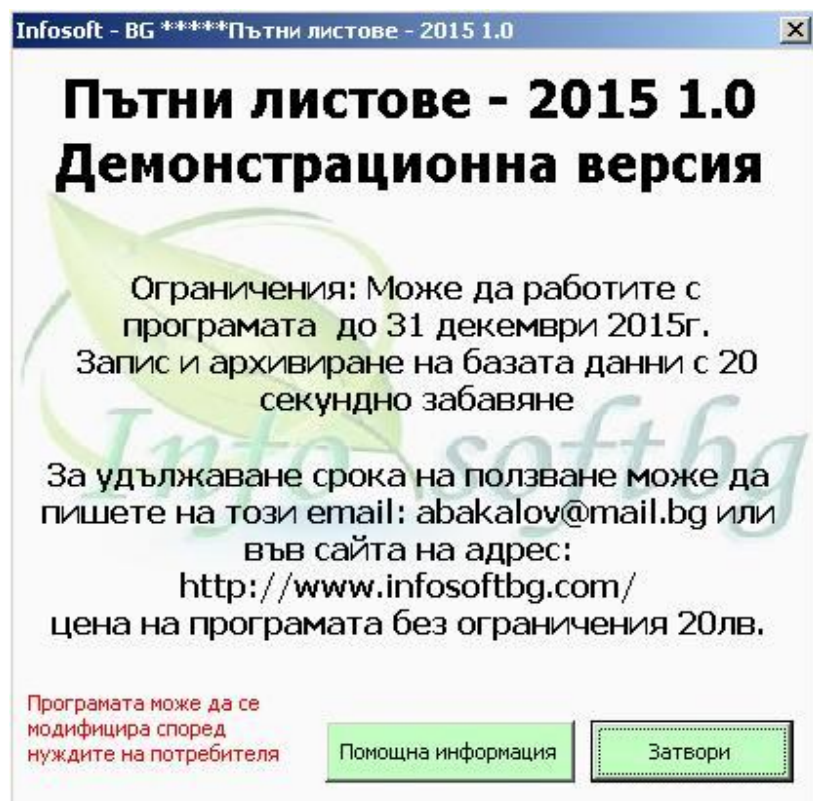 Infosoft - BG *****Пътни листове - 2015 1.0
Пътни листове - 2015 1.0
Демонстрационна версия
Ограничения: Може да работите с
програмата до 31 декември 2015г.
Запис и архивиране на базата данни с 20
секундно забавяне
Infosoftbg
За удължаване срока на ползване може да
пишете на този email: abakalov@mail.bg или
във сайта на адрес:
http://www.infosoftbg.com/
цена на програмата без ограничения 20лв.
Програмата може да се
модифицира според
нуждите на потребителя
Помощна информация
Затвори